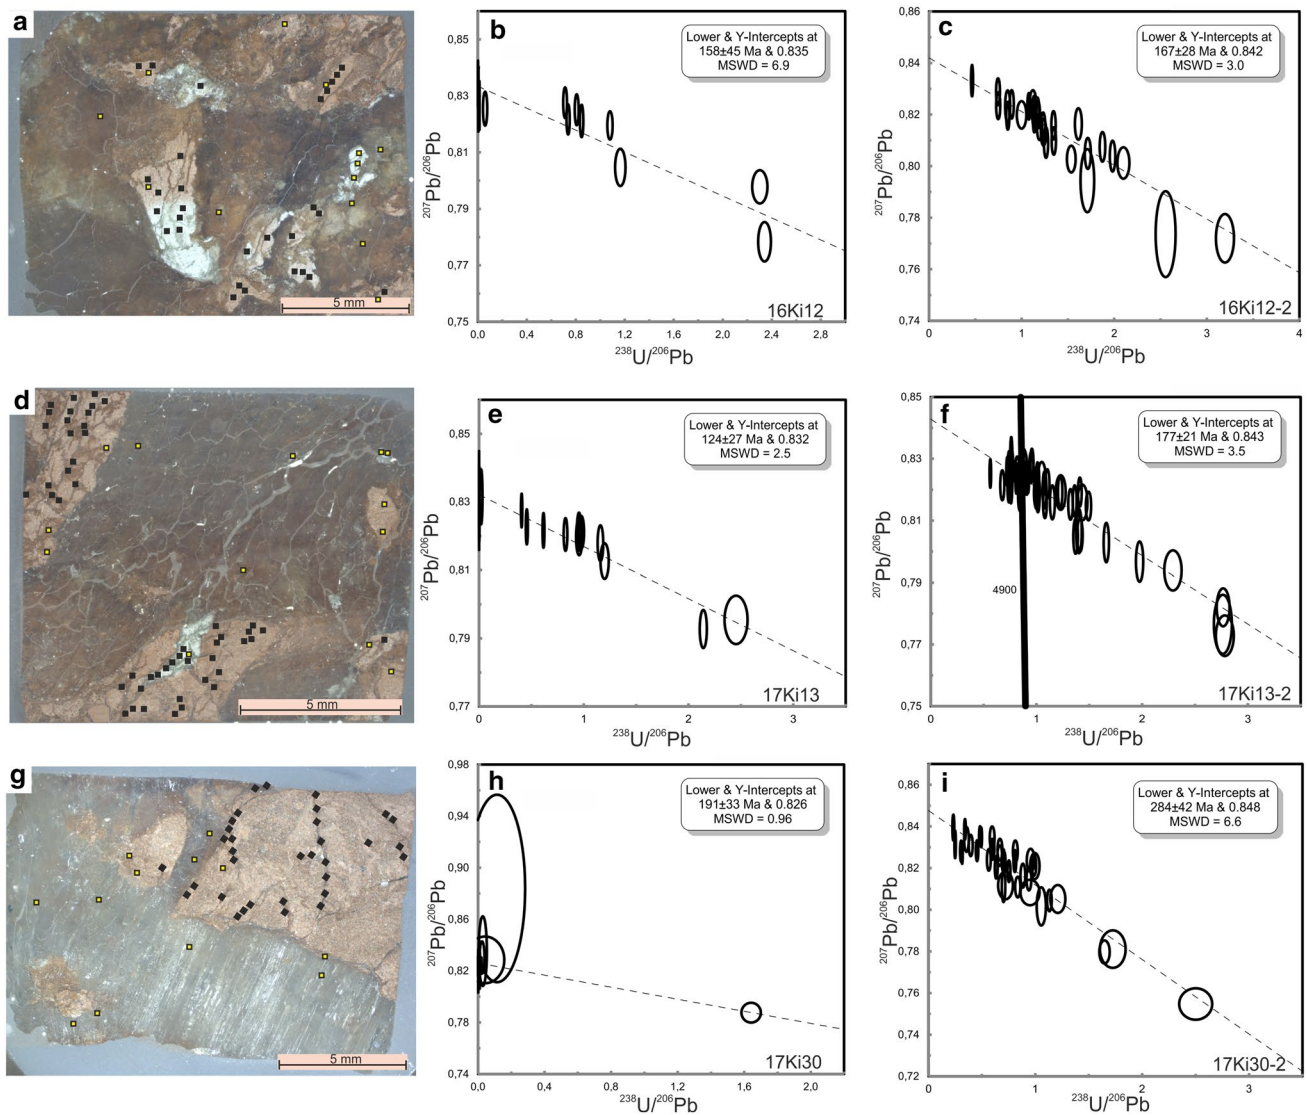 a
5 mm
b
0,85
0,83
0,81
0,79
0,77
0,75
0,0
0,4
0,8
1,2
1,6
2,0
2,4
2,8
207Pb/206Pb
238U/206Pb
Lower & Y-Intercepts at
158±45 Ma & 0.835
MSWD = 6.9
16Ki12
c
0,86
0,84
0,82
0,80
0,78
0,76
0,74
0
1
2
3
4
207Pb/206Pb
238U/206Pb
Lower & Y-Intercepts at
167±28 Ma & 0.842
MSWD = 3.0
16Ki12-2
d
5 mm
e
0,85
0,83
0,81
0,79
0,77
0
1
2
3
207Pb/206Pb
238U/206Pb
Lower & Y-Intercepts at
124±27 Ma & 0.832
MSWD = 2.5
17Ki13
f
0,85
0,83
0,81
0,79
0,77
0,75
0
1
2
3
207Pb/206Pb
238U/206Pb
4900
Lower & Y-Intercepts at
177±21 Ma & 0.843
MSWD = 3.5
17Ki13-2
g
5 mm
h
0,98
0,94
0,90
0,86
0,82
0,78
0,74
0,0
0,4
0,8
1,2
1,6
2,0
207Pb/206Pb
238U/206Pb
Lower & Y-Intercepts at
191±33 Ma & 0.826
MSWD = 0.96
17Ki30
i
0,86
0,84
0,82
0,80
0,78
0,76
0,74
0,72
0
1
2
3
207Pb/206Pb
238U/206Pb
Lower & Y-Intercepts at
284±42 Ma & 0.848
MSWD = 6.6
17Ki30-2